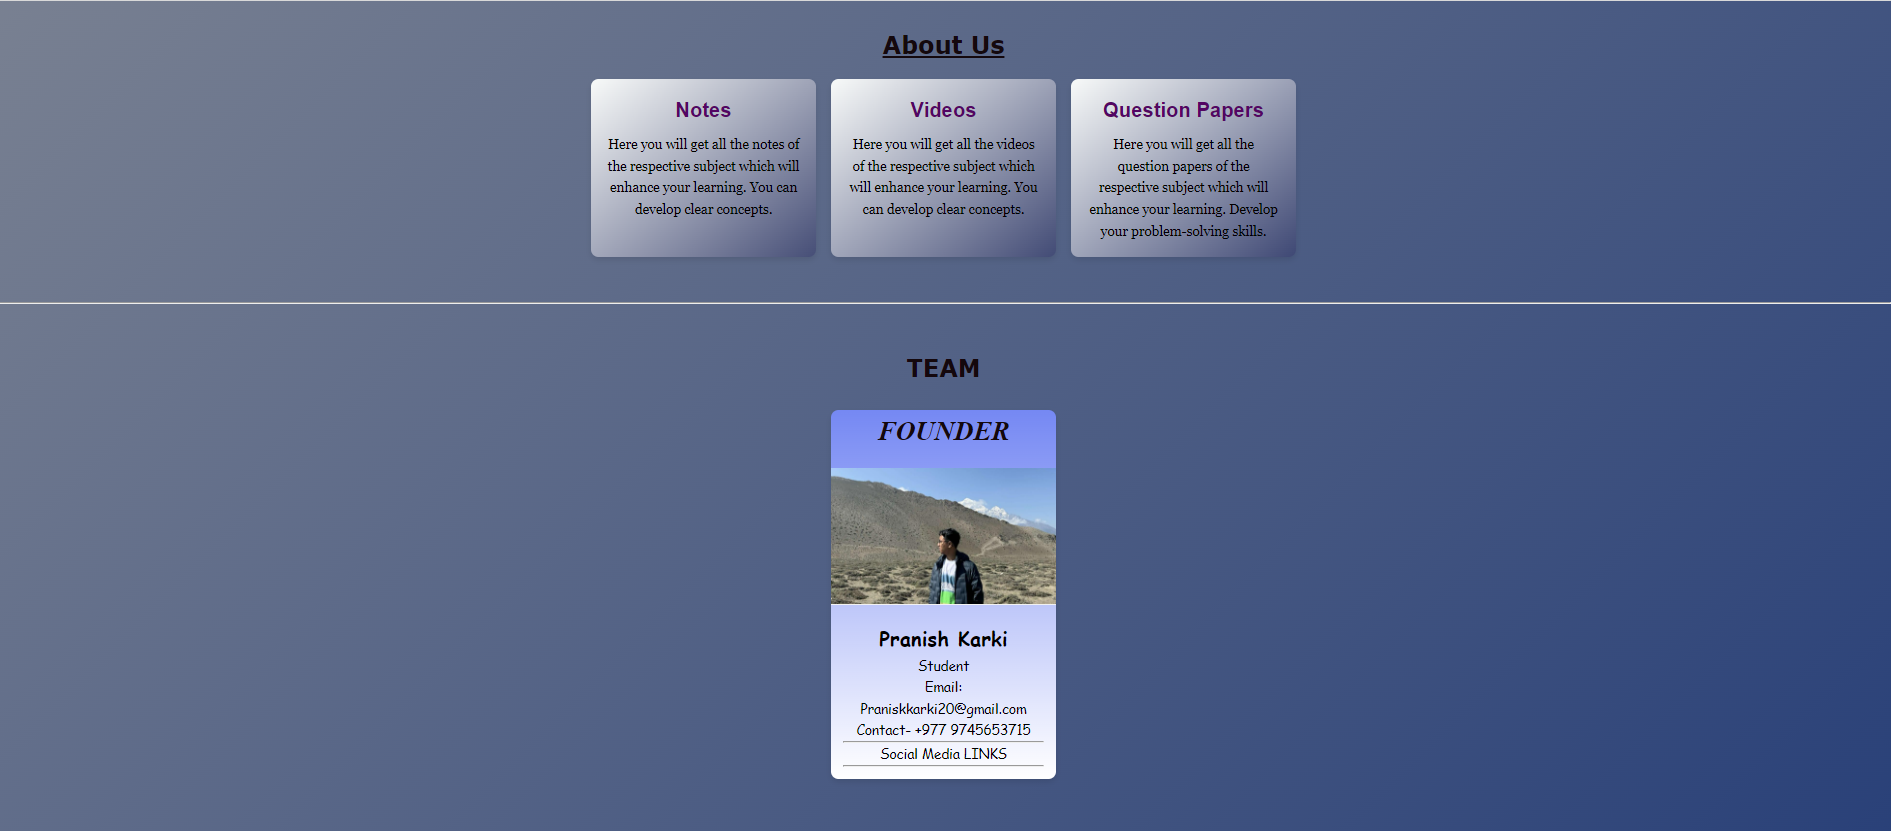 About Us
Notes
Here you will get all the notes of
the respective subject which will
enhance your learning. You can
develop clear concepts.
Videos
Here you will get all the videos
of the respective subject which
will enhance your learning. You
can develop clear concepts.
Question Papers
Here you will get all the
question papers of the
respective subject which will
enhance your learning. Develop
your problem-solving skills.
TEAM
FOUNDER
Pranish Karki
Student
Email:
Praniskkarki20@gmail.com
Contact- +977 9745653715
Social Media LINKS